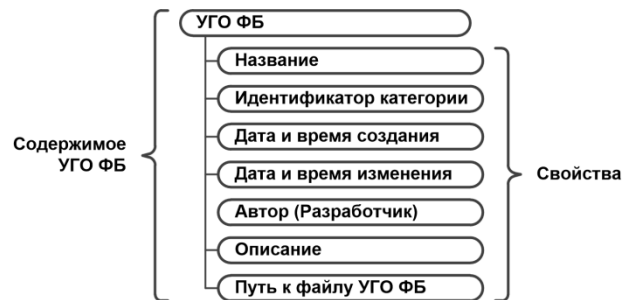 УГО ФБ
Название
Идентификатор категории
Дата и время создания
Содержимое
УГО ФБ
Дата и время изменения
Свойства
Автор (Разработчик)
Описание
Путь к файлу УГО ФБ